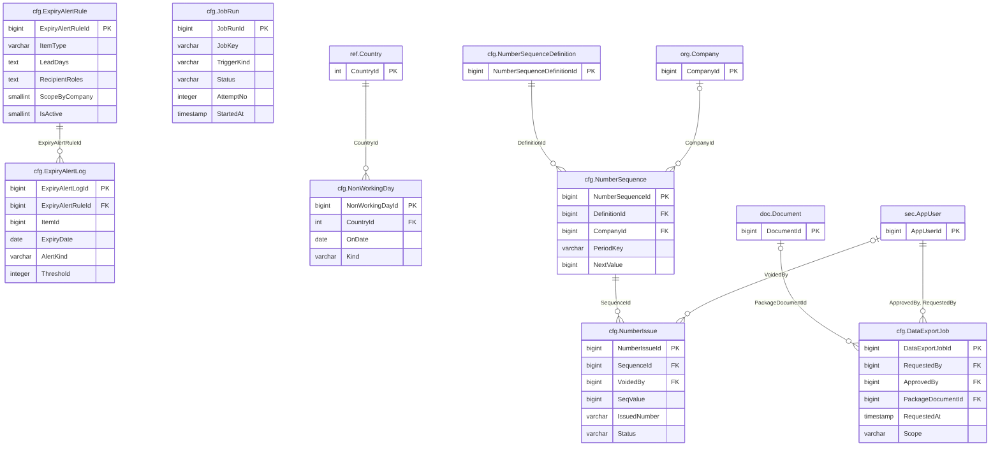 cfg.ExpiryAlertRule
bigint ExpiryAlertRuleId PK
varchar ItemType
text LeadDays
text RecipientRoles
smallint ScopeByCompany
smallint IsActive
cfg.JobRun
bigint JobRunId PK
varchar JobKey
varchar TriggerKind
varchar Status
integer AttemptNo
timestamp StartedAt
ref.Country
int CountryId PK
cfg.NumberSequenceDefinition
bigint NumberSequenceDefinitionId PK
org.Company
bigint CompanyId PK
ExpiryAlertRuleId
CountryId
DefinitionId
CompanyId
cfg.ExpiryAlertLog
bigint ExpiryAlertLogId PK
bigint ExpiryAlertRuleId FK
bigint ItemId
date ExpiryDate
varchar AlertKind
integer Threshold
cfg.NonWorkingDay
bigint NonWorkingDayId PK
int CountryId FK
date OnDate
varchar Kind
cfg.NumberSequence
bigint NumberSequenceId PK
bigint DefinitionId FK
bigint CompanyId FK
varchar PeriodKey
bigint NextValue
doc.Document
bigint DocumentId PK
sec.AppUser
bigint AppUserId PK
VoidedBy
SequenceId
PackageDocumentId
ApprovedBy, RequestedBy
cfg.NumberIssue
bigint NumberIssueId PK
bigint SequenceId FK
bigint VoidedBy FK
bigint SeqValue
varchar IssuedNumber
varchar Status
cfg.DataExportJob
bigint DataExportJobId PK
bigint RequestedBy FK
bigint ApprovedBy FK
bigint PackageDocumentId FK
timestamp RequestedAt
varchar Scope